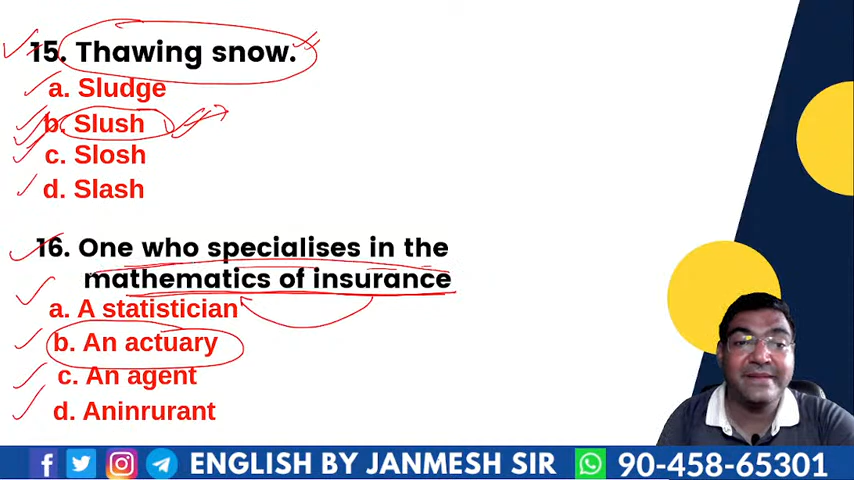 15. Thawing snow.
a. Sludge
b. Slush
c. Slosh
d. Slash
16. One who specialises in the
mathematics of insurance
a. A statistician
b. An actuary
c. An agent
d. Aninrurant
ENGLISH BY JANMESH SIR 90-458-65301